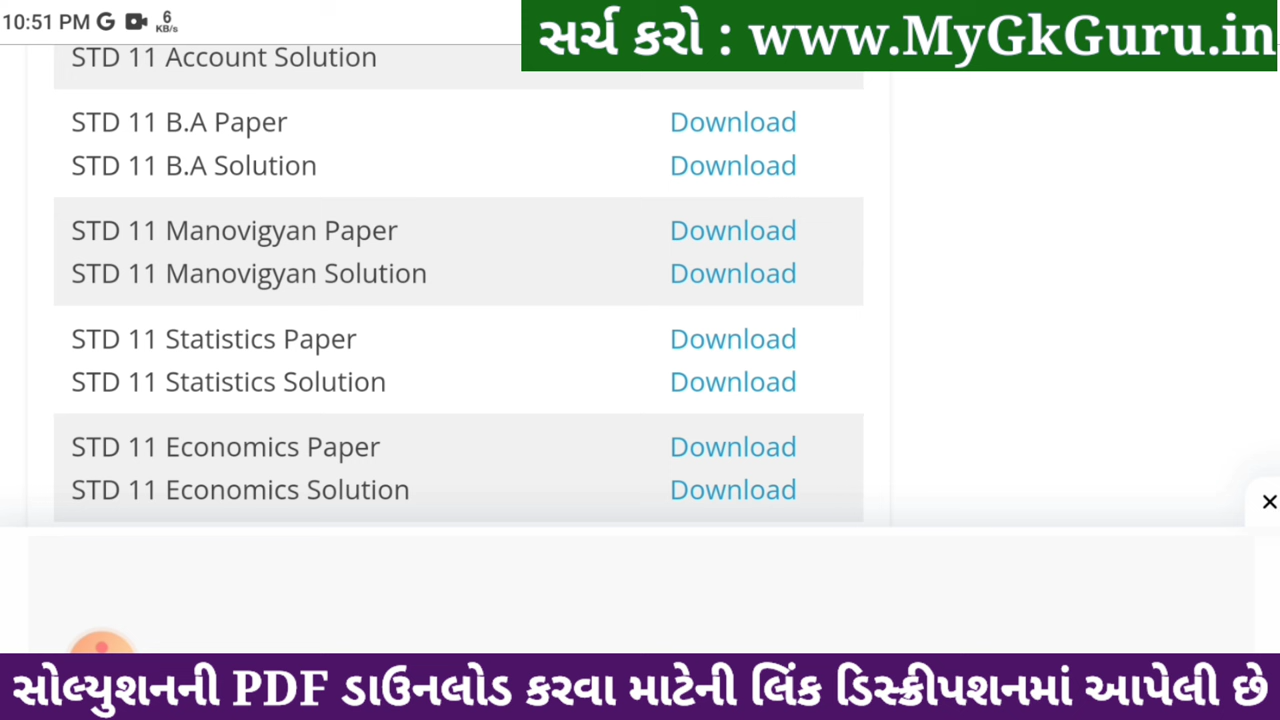 10:51 PM G 6 KB/s
સર્ચ કરો : www.MyGkGuru.in
STD 11 Account Solution
STD 11 B.A Paper Download
STD 11 B.A Solution Download
STD 11 Manovigyan Paper Download
STD 11 Manovigyan Solution Download
STD 11 Statistics Paper Download
STD 11 Statistics Solution Download
STD 11 Economics Paper Download
STD 11 Economics Solution Download
સોલ્યુશનની PDF ડાઉનલોડ કરવા માટેની લિંક ડિસ્ક્રીપશનમાં આપેલી છે